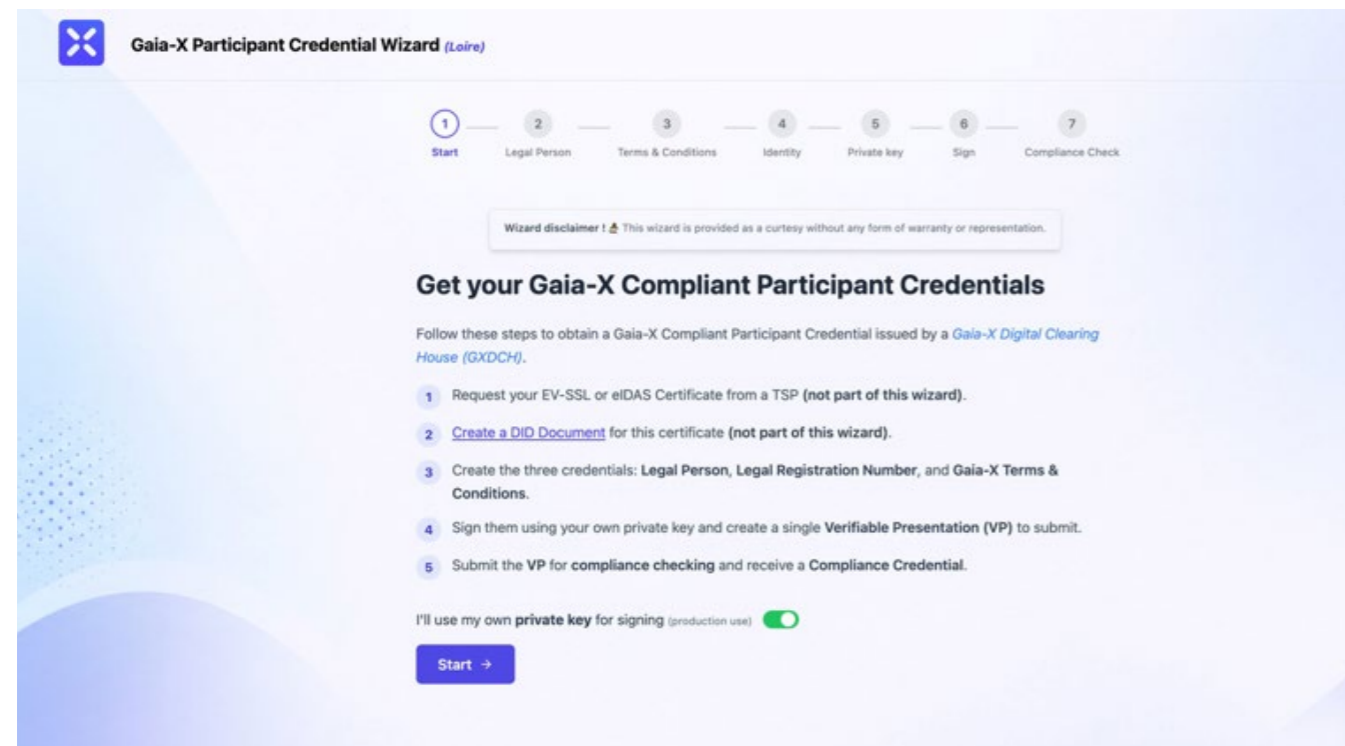 Gaia-X Participant Credential Wizard (Loire)
1 2 3 4 5 6 7
Start Legal Person Terms & Conditions Identity Private key Sign Compliance Check
Wizard disclaimer ! This wizard is provided as a curtesy without any form of warranty or representation.
Get your Gaia-X Compliant Participant Credentials
Follow these steps to obtain a Gaia-X Compliant Participant Credential issued by a Gaia-X Digital Clearing
House (GXDCH).
1 Request your EV-SSL or eIDAS Certificate from a TSP (not part of this wizard).
2 Create a DID Document for this certificate (not part of this wizard).
3 Create the three credentials: Legal Person, Legal Registration Number, and Gaia-X Terms &
Conditions.
4 Sign them using your own private key and create a single Verifiable Presentation (VP) to submit.
5 Submit the VP for compliance checking and receive a Compliance Credential.
I'll use my own private key for signing (production use)
Start →